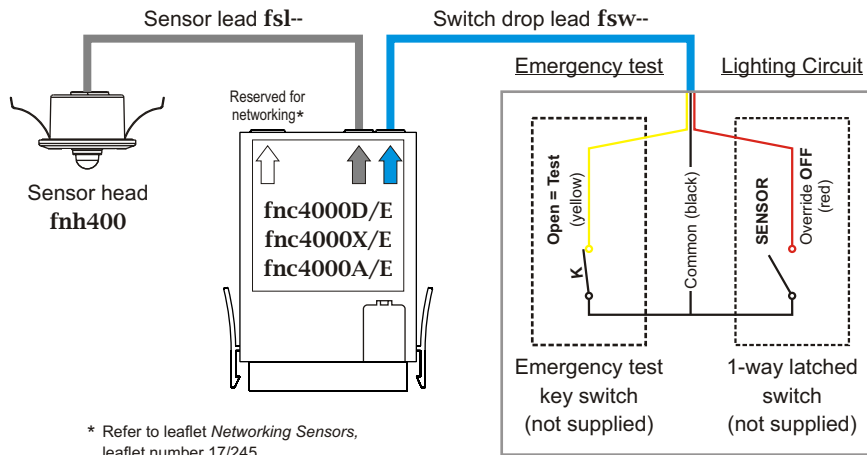 Sensor lead fsl--
Switch drop lead fsw--
Emergency test
Lighting Circuit
Reserved for
networking*
Sensor head
fnh400
fnc4000D/E
fnc4000X/E
fnc4000A/E
Open = Test
(yellow)
K
Common (black)
SENSOR
Override OFF
(red)
Emergency test
key switch
(not supplied)
1-way latched
switch
(not supplied)
* Refer to leaflet Networking Sensors,
leaflet number 17/245